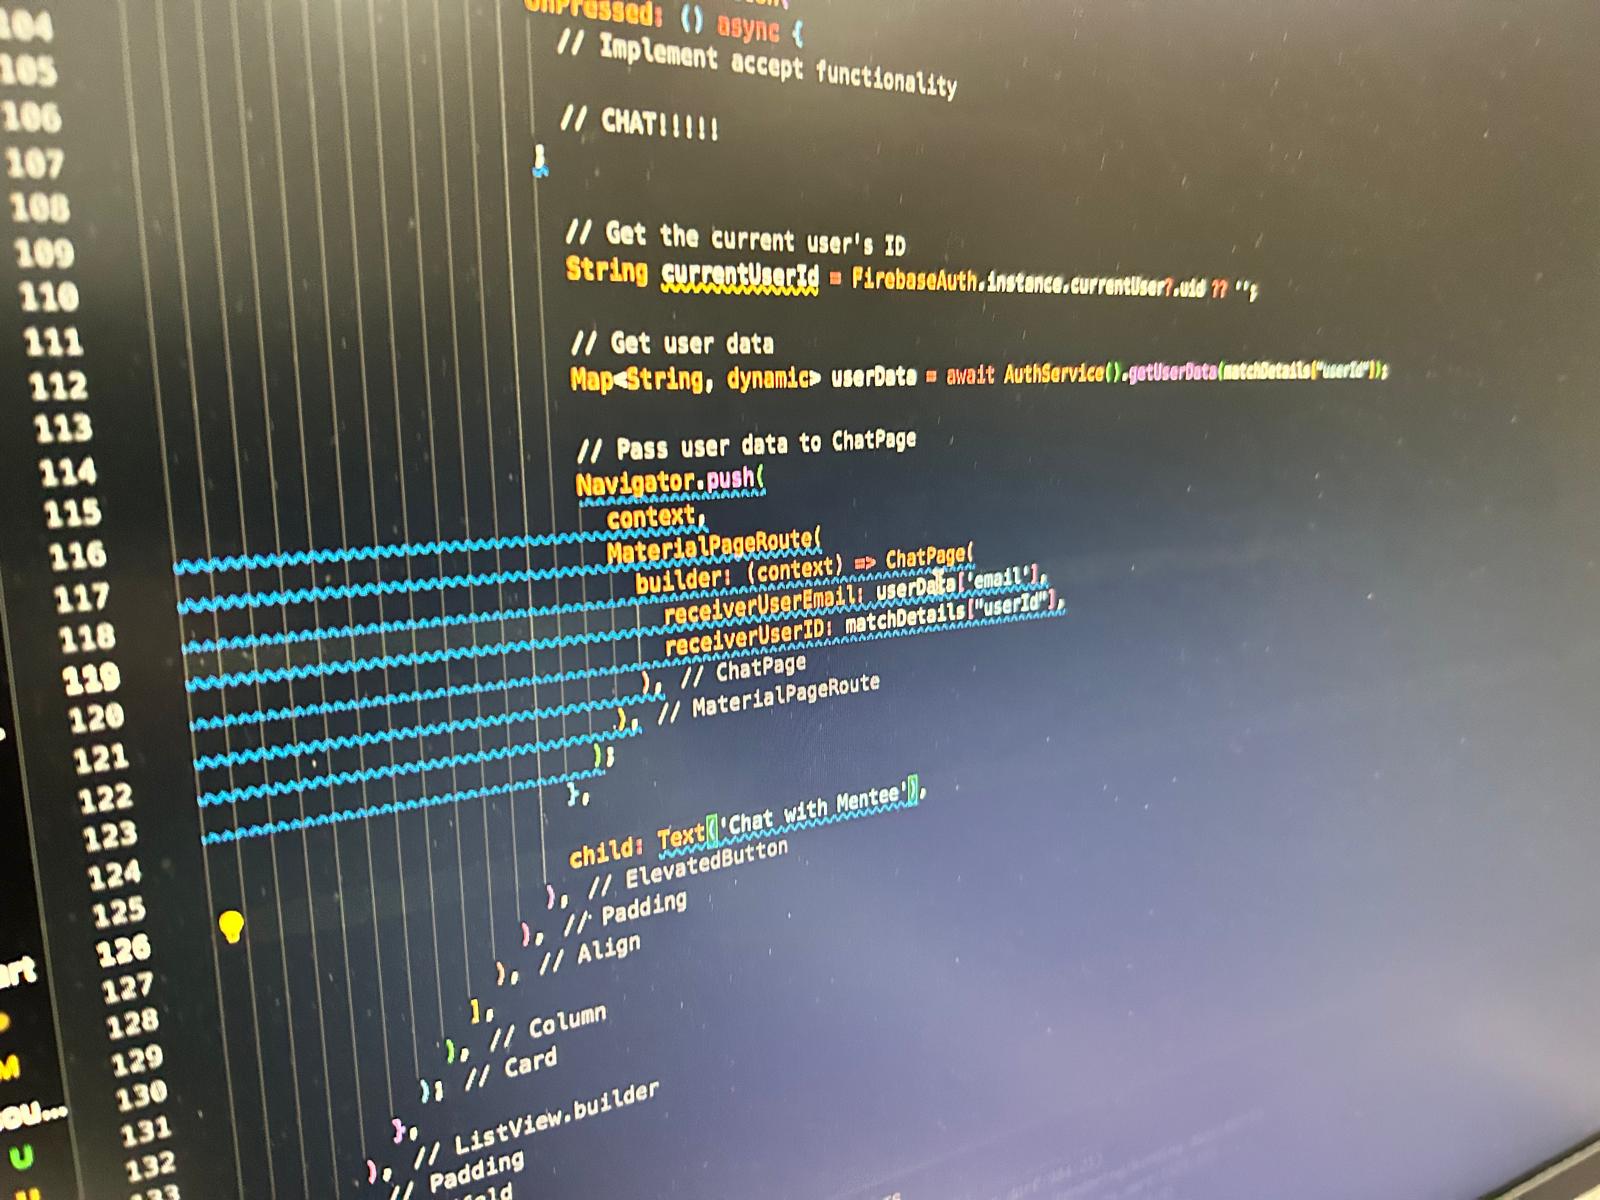 104
onPressed: () async {
105
// Implement accept functionality
106
// CHAT!!!!!
107
;
108
109
// Get the current user's ID
110
String currentUserId = FirebaseAuth.instance.currentUser?.uid ?? '';
111
// Get user data
112
Map<String, dynamic> userData = await AuthService().getUserData(matchDetails["userId"]);
113
// Pass user data to ChatPage
114
Navigator.push(
115
context,
116
MaterialPageRoute(
117
builder: (context) => ChatPage(
118
receiverUserEmail: userData['email'],
119
receiverUserID: matchDetails["userId"],
120
), // ChatPage
121
), // MaterialPageRoute
122
);
123
},
124
child: Text('Chat with Mentee'),
125
), // ElevatedButton
126
), // Padding
127
), // Align
128
],
129
), // Column
130
); // Card
131
},
132
), // ListView.builder
133
// Padding
M
U